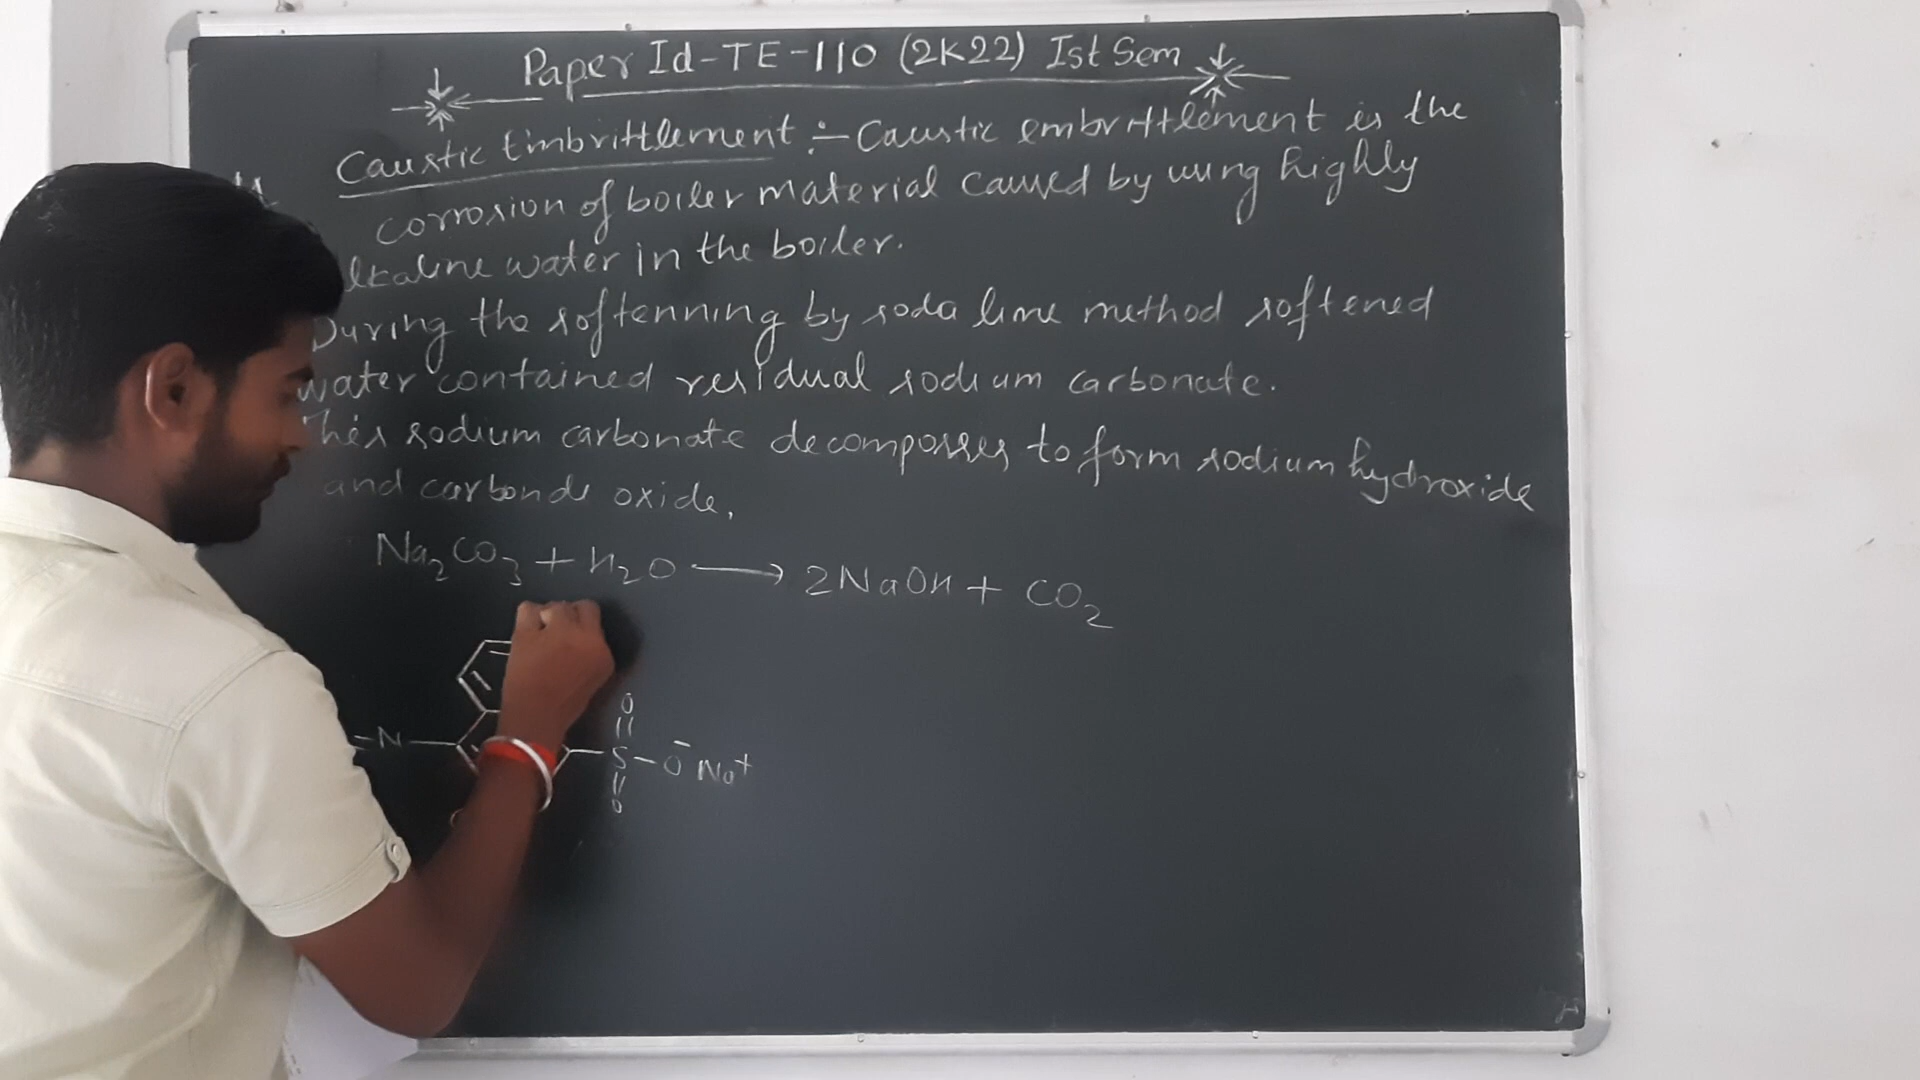 Paper Id-TE-110 (2K22) Ist Sem
Caustic Embrittlement :- Caustic embrittlement is the
corrosion of boiler material caused by using highly
lkaline water in the boiler.
During the softenning by soda lime method softened
water contained residual sodium carbonate.
This sodium carbonate decomposses to form sodium hydroxide
and carbondi oxide,
Na2CO3 + H2O ⟶ 2NaOH + CO2
O
=N
S-O⁻ Na+
O